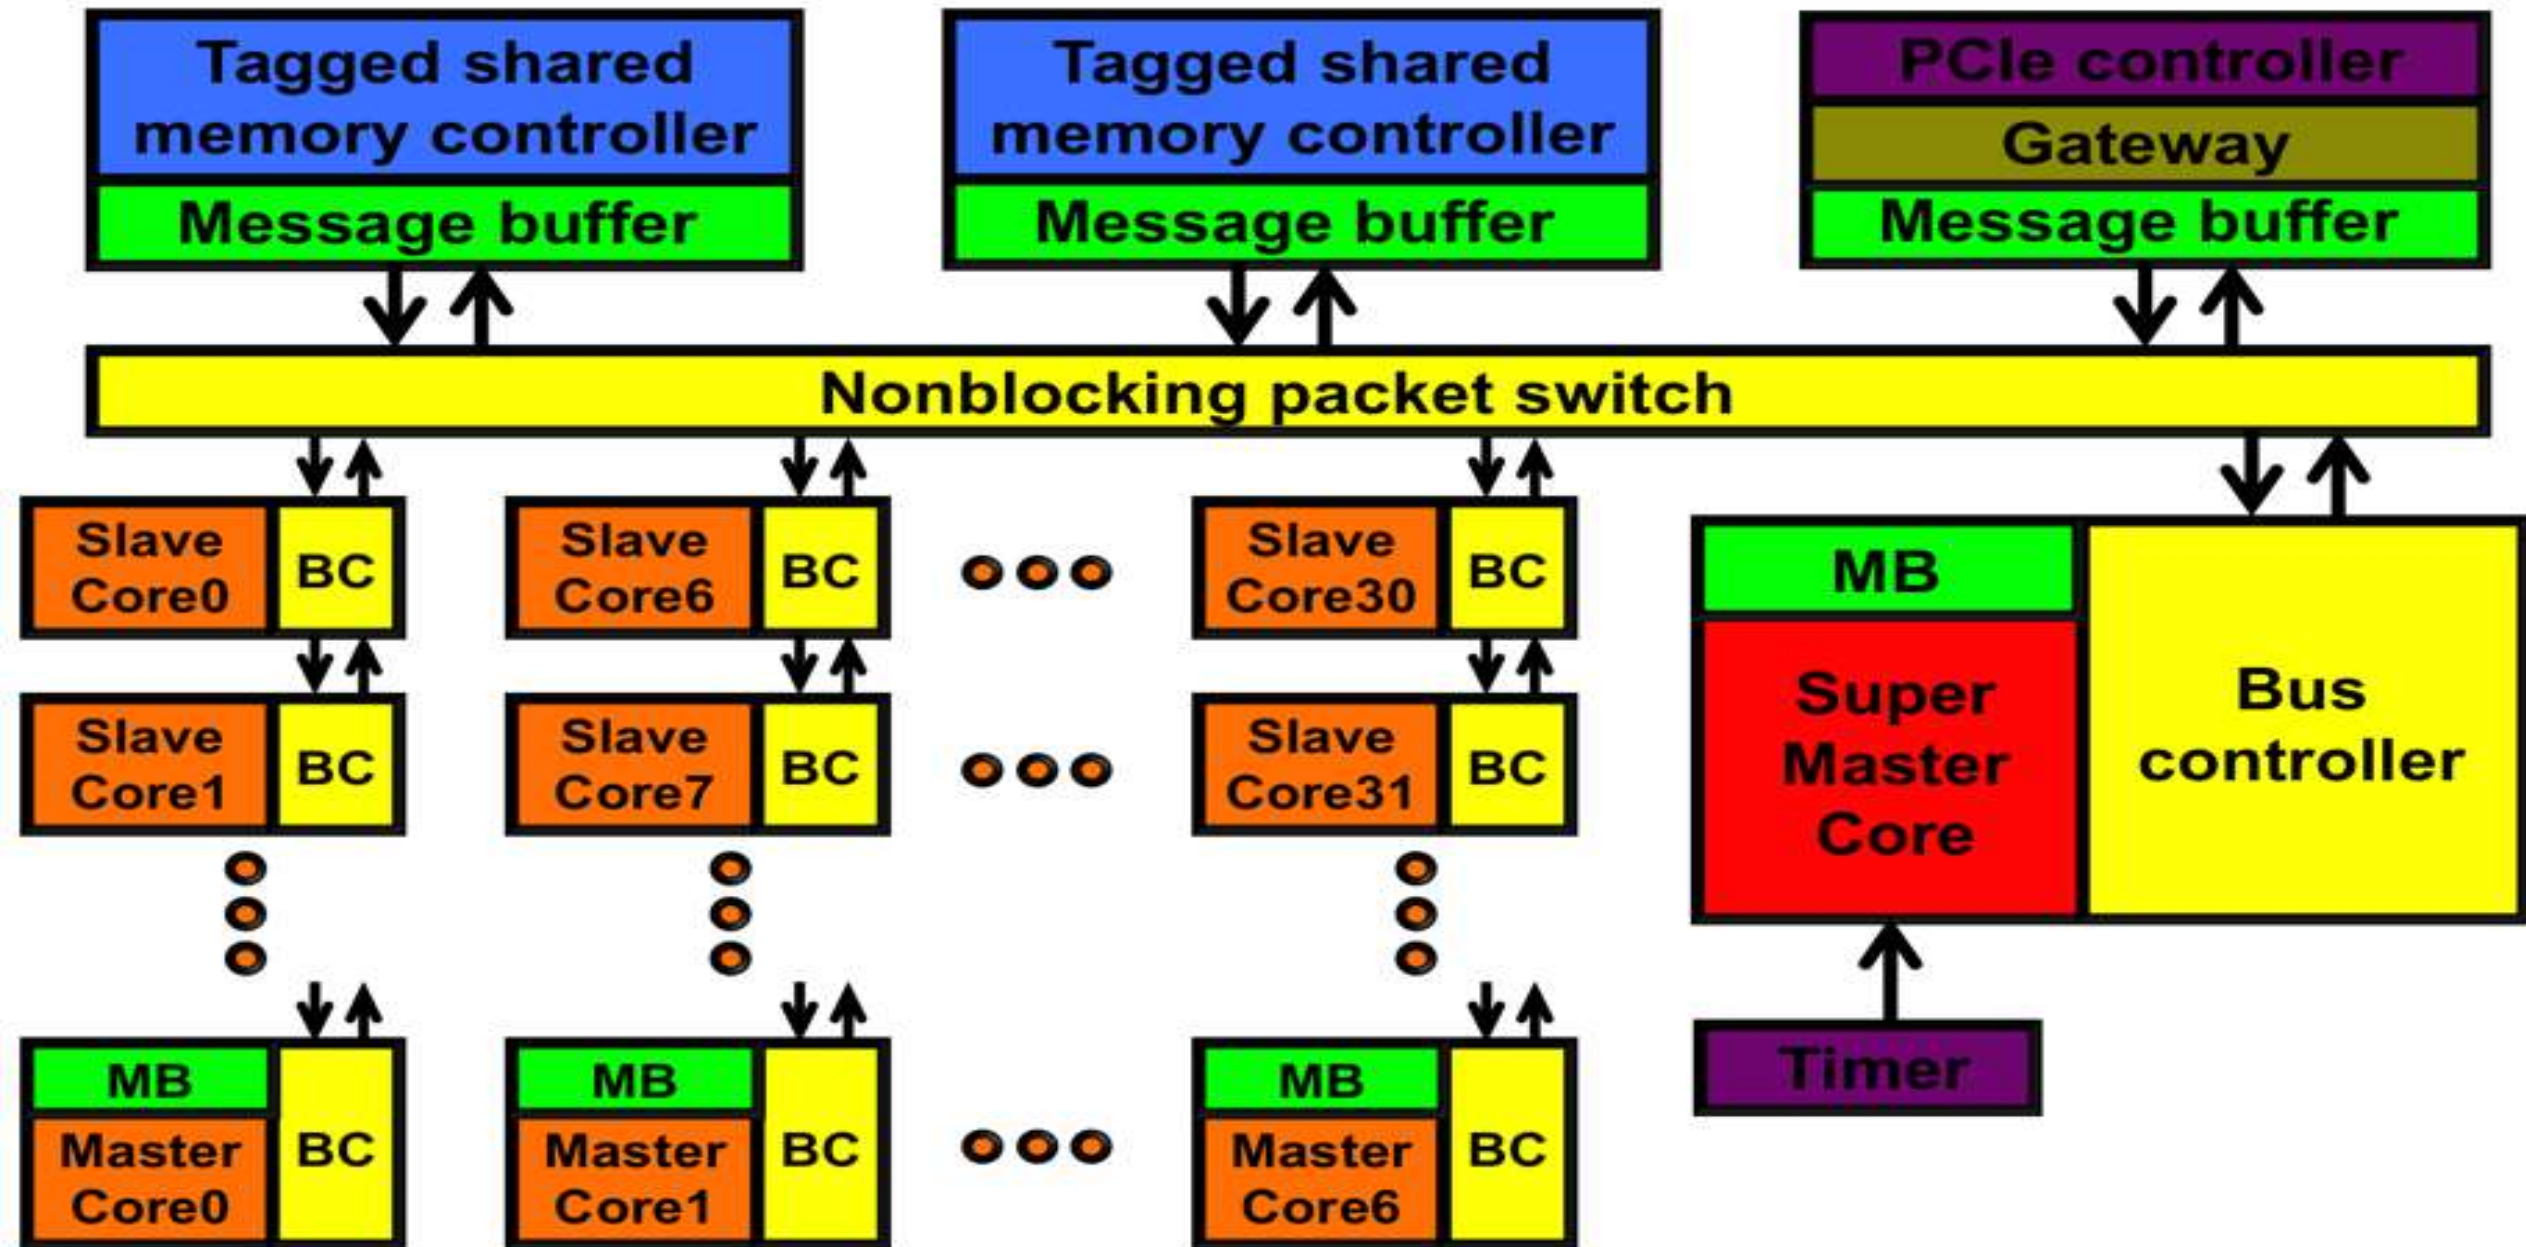 Tagged shared
memory controller
Message buffer
Tagged shared
memory controller
Message buffer
PCIe controller
Gateway
Message buffer
Nonblocking packet switch
Slave
Core0
BC
Slave
Core6
BC
Slave
Core30
BC
Slave
Core1
BC
Slave
Core7
BC
Slave
Core31
BC
MB
Master
Core0
BC
MB
Master
Core1
BC
MB
Master
Core6
BC
MB
Super
Master
Core
Bus
controller
Timer